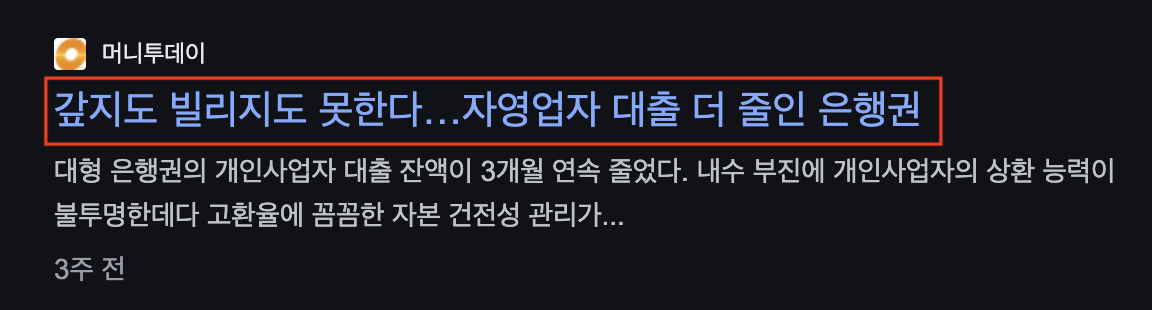 머니투데이
갚지도 빌리지도 못한다…자영업자 대출 더 줄인 은행권
대형 은행권의 개인사업자 대출 잔액이 3개월 연속 줄었다. 내수 부진에 개인사업자의 상환 능력이
불투명한데다 고환율에 꼼꼼한 자본 건전성 관리가...
3주 전